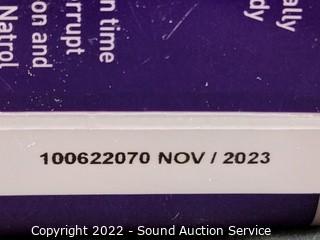 ally
dy
n time
rrupt
on and
Natrol
100622070 NOV / 2023
Copyright 2022 - Sound Auction Service